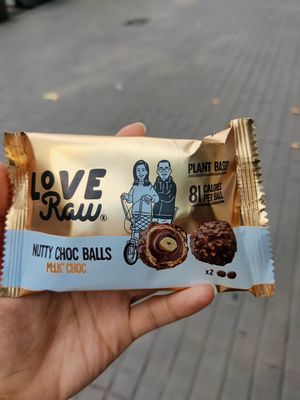 LOVE
Raw®
PLANT BASED
81 CALORIES
PER BALL
NUTTY CHOC BALLS
M:LK® CHOC
x2